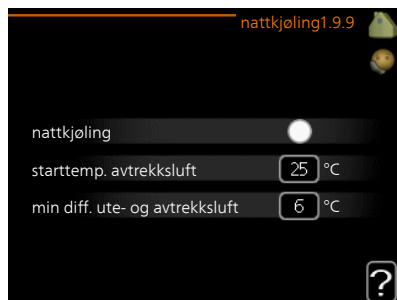 nattkjøling1.9.9
nattkjøling
starttemp. avtrekksluft 25 °C
min diff. ute- og avtrekksluft 6 °C
?